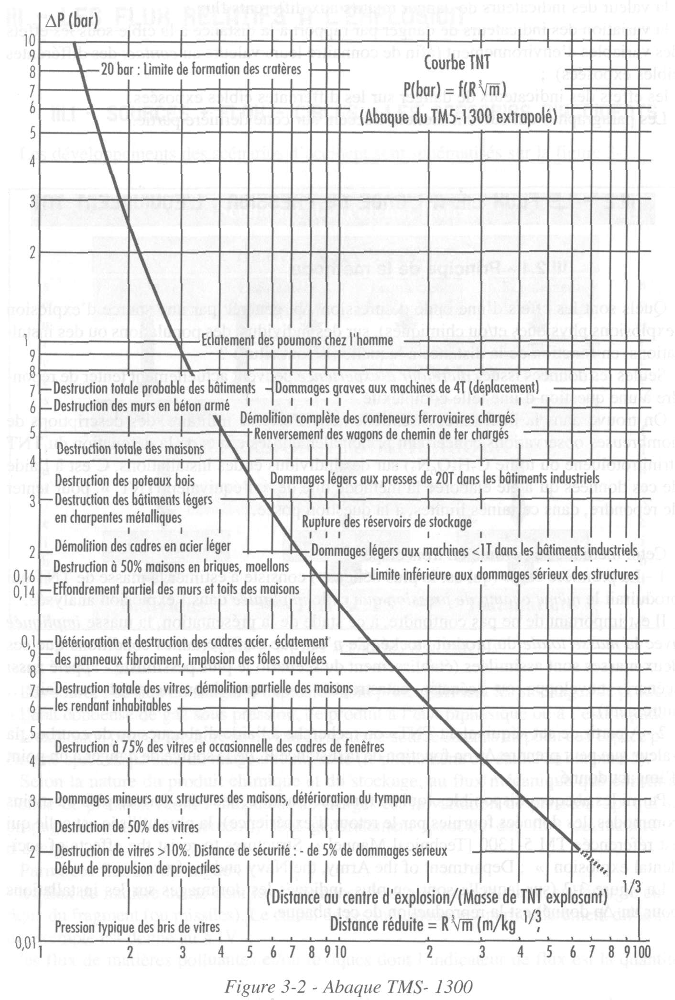 ΔP (bar)
10
9
8
20 bar : Limite de formation des cratères
Courbe TNT
7
P(bar) = f(R ∛m)
6
(Abaque du TM5-1300 extrapolé)
5
4
3
2
1
Eclatement des poumons chez l'homme
9
8
7
Destruction totale probable des bâtiments
Dommages graves aux machines de 4T (déplacement)
6
Destruction des murs en béton armé
Démolition complète des conteneurs ferroviaires chargés
5
Renversement des wagons de chemin de ter chargés
Destruction totale des maisons
4
Destruction des poteaux bois
Dommages légers aux presses de 20T dans les bâtiments industriels
3
Destruction des bâtiments légers
en charpentes métalliques
Rupture des réservoirs de stockage
Démolition des cadres en acier léger
2
Dommages légers aux machines <1T dans les bâtiments industriels
Destruction à 50% maisons en briques, moellons
0,16
Limite inférieure aux dommages sérieux des structures
0,14
Effondrement partiel des murs et toits des maisons
0,1
Détérioration et destruction des cadres acier, éclatement
9
des panneaux fibrociment, implosion des tôles ondulées
8
7
Destruction totale des vitres, démolition partielle des maisons
6
les rendant inhabitables
5
Destruction à 75% des vitres et occasionnelle des cadres de fenêtres
4
3
Dommages mineurs aux structures des maisons, détérioration du tympan
Destruction de 50% des vitres
2
Destruction de vitres >10%. Distance de sécurité : - de 5% de dommages sérieux
Début de propulsion de projectiles
(Distance au centre d'explosion/(Masse de TNT explosant) 1/3
Distance réduite = R ∛m (m/kg 1/3,
Pression typique des bris de vitres
0,01
1 2 3 4 5 6 7 8 9 10 2 3 4 5 6 7 8 9 100
Figure 3-2 - Abaque TMS- 1300